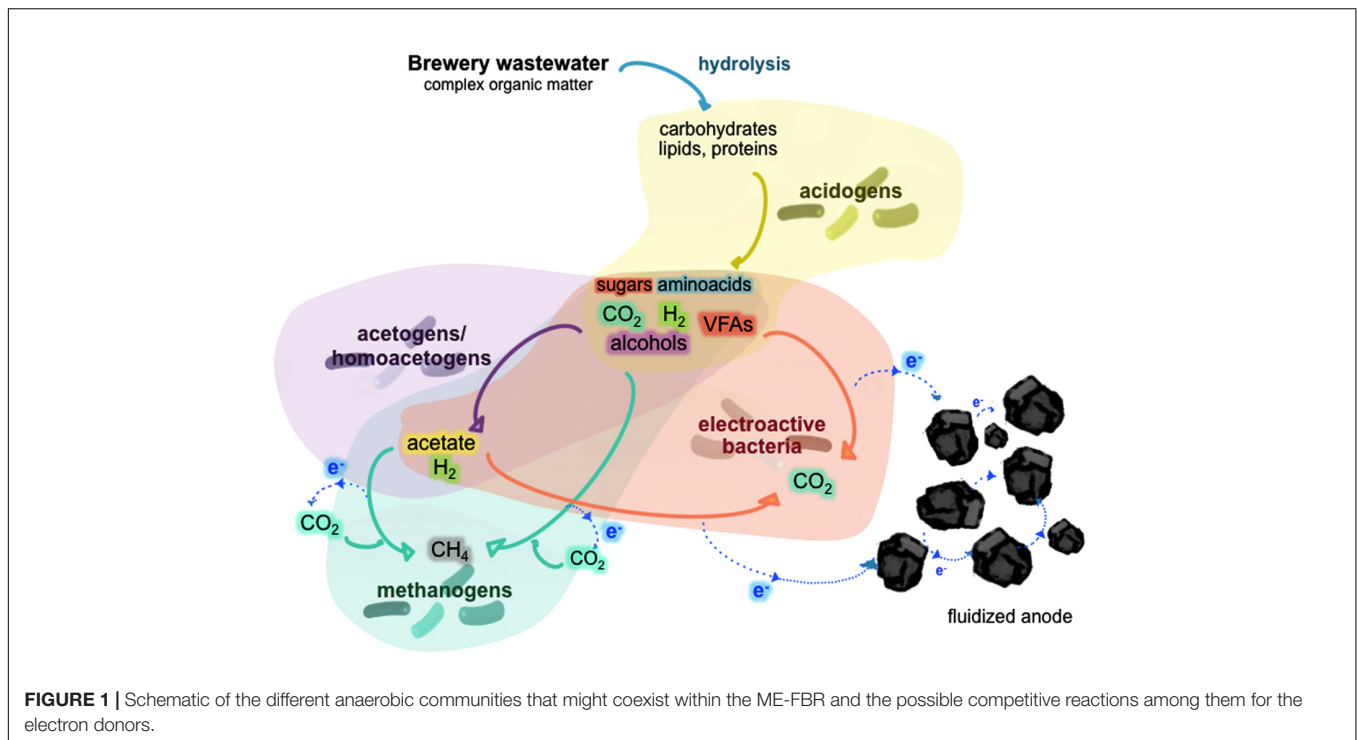 Brewery wastewater
complex organic matter
hydrolysis
carbohydrates
lipids, proteins
acidogens
sugars aminoacids
CO2 H2 VFAs
alcohols
acetogens/
homoacetogens
electroactive
bacteria
CO2
acetate
H2
e-
CO2
CH4
methanogens
e-
CO2
e-
e-
e-
e-
fluidized anode
FIGURE 1 | Schematic of the different anaerobic communities that might coexist within the ME-FBR and the possible competitive reactions among them for the
electron donors.